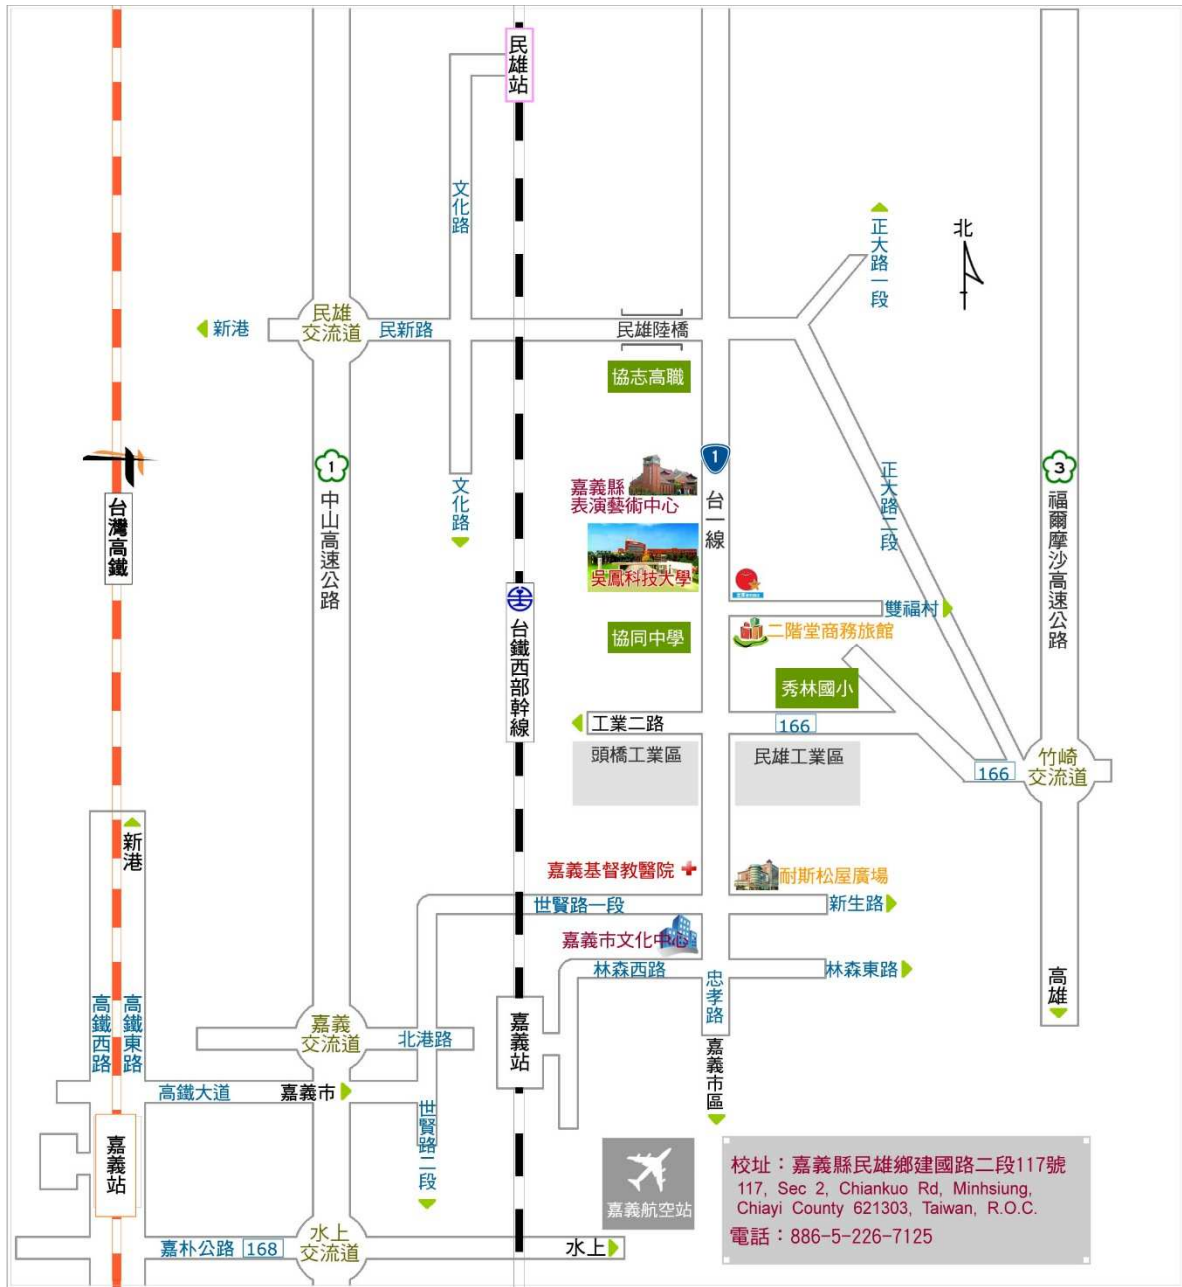 民雄站
文化路
正大路一段
北
新港
民雄
交流道
民新路
民雄陸橋
協志高職
1
中山高速公路
文化路
嘉義縣
表演藝術中心
1
台一線
正大路二段
3
福爾摩沙高速公路
台灣高鐵
吳鳳科技大學
台鐵西部幹線
雙福村
協同中學
二階堂商務旅館
秀林國小
工業二路
166
頭橋工業區
民雄工業區
166
竹崎
交流道
新港
嘉義基督教醫院
耐斯松屋廣場
世賢路一段
新生路
嘉義市文化中心
林森西路
林森東路
忠孝路
高雄
高鐵西路
高鐵東路
嘉義
交流道
北港路
嘉義站
嘉義市區
高鐵大道
嘉義市
世賢路二段
嘉義站
嘉義航空站
校址：嘉義縣民雄鄉建國路二段117號
117, Sec 2, Chiankuo Rd, Minhsiung,
Chiayi County 621303, Taiwan, R.O.C.
電話：886-5-226-7125
嘉朴公路 168
水上
交流道
水上